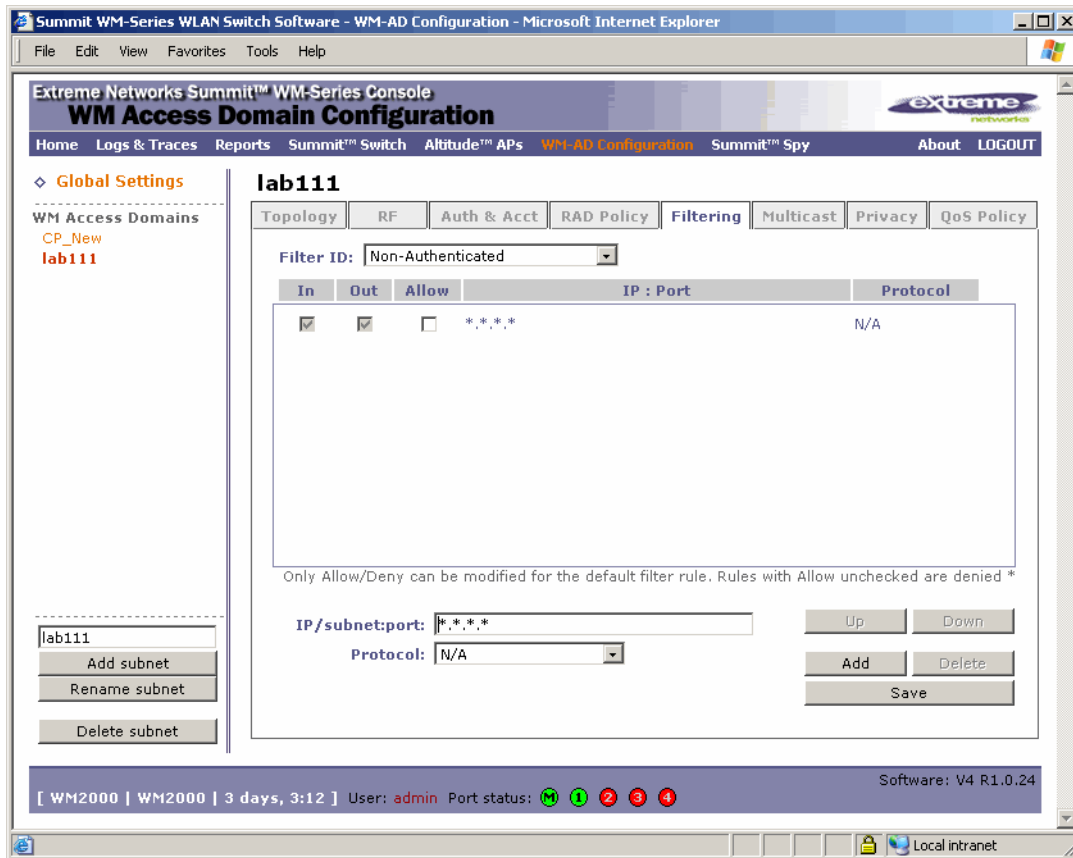 Summit WM-Series WLAN Switch Software - WM-AD Configuration - Microsoft Internet Explorer
File Edit View Favorites Tools Help
Extreme Networks Summit™ WM-Series Console
WM Access Domain Configuration
extreme networks
Home Logs & Traces Reports Summit™ Switch Altitude™ APs WM-AD Configuration Summit™ Spy About LOGOUT
Global Settings
WM Access Domains
CP_New
lab111
lab111
Add subnet
Rename subnet
Delete subnet
lab111
Topology RF Auth & Acct RAD Policy Filtering Multicast Privacy QoS Policy
Filter ID: Non-Authenticated
In Out Allow IP : Port Protocol
*.*.*.* N/A
Only Allow/Deny can be modified for the default filter rule. Rules with Allow unchecked are denied *
IP/subnet:port: *.*.*.*
Protocol: N/A
Up Down
Add Delete
Save
Software: V4 R1.0.24
[ WM2000 | WM2000 | 3 days, 3:12 ] User: admin Port status: M 1 2 3 4
Local intranet